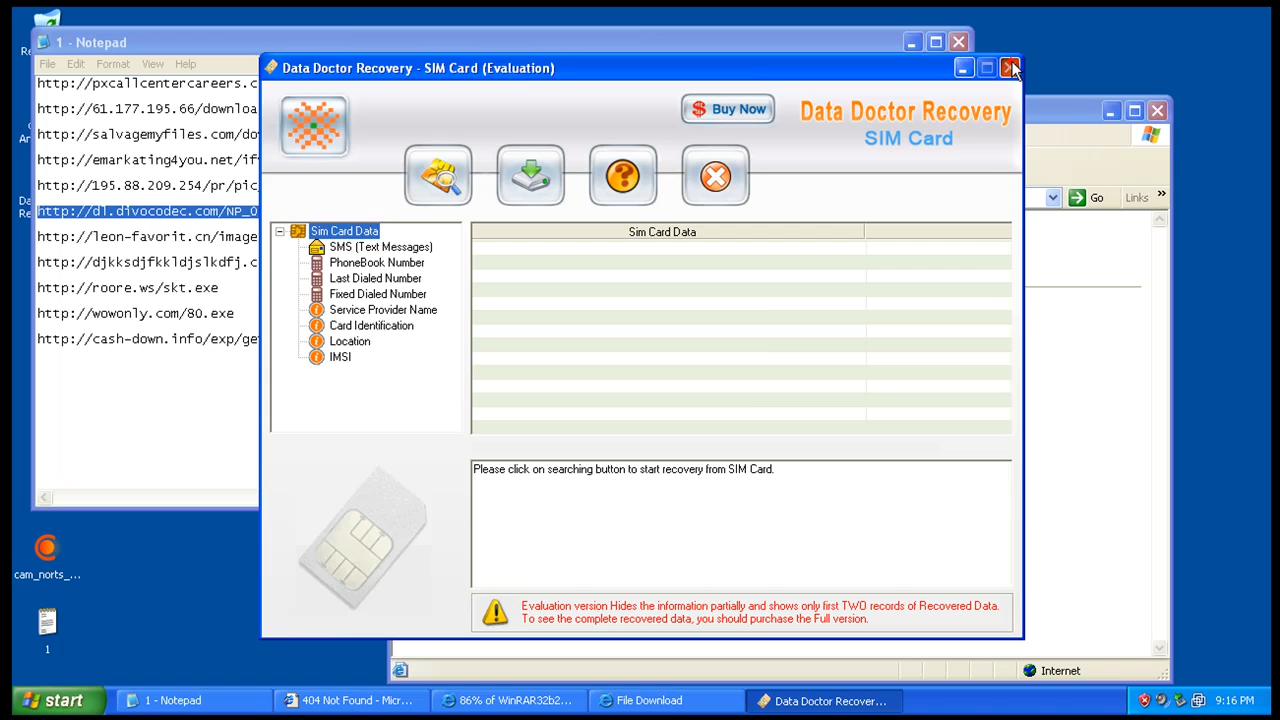 1 - Notepad
File Edit Format View Help
http://pxcallcentercareers.c
http://61.177.195.66/downloa
http://salvagemyfiles.com/do
http://emarkating4you.net/if
http://195.88.209.254/pr/pic
http://dl.divocodec.com/NP_O
http://leon-favorit.cn/image
http://djkksdjfkkldjslkdfj.c
http://roore.ws/skt.exe
http://wowonly.com/80.exe
http://cash-down.info/exp/ge
Data Doctor Recovery - SIM Card (Evaluation)
$ Buy Now
Data Doctor Recovery
SIM Card
Go Links »
Sim Card Data
SMS (Text Messages)
PhoneBook Number
Last Dialed Number
Fixed Dialed Number
Service Provider Name
Card Identification
Location
IMSI
Sim Card Data
Please click on searching button to start recovery from SIM Card.
Evaluation version Hides the information partially and shows only first TWO records of Recovered Data.
To see the complete recovered data, you should purchase the Full version.
cam_norts_...
1
Internet
start 1 - Notepad 404 Not Found - Micr... 86% of WinRAR32b2... File Download Data Doctor Recove... 9:16 PM